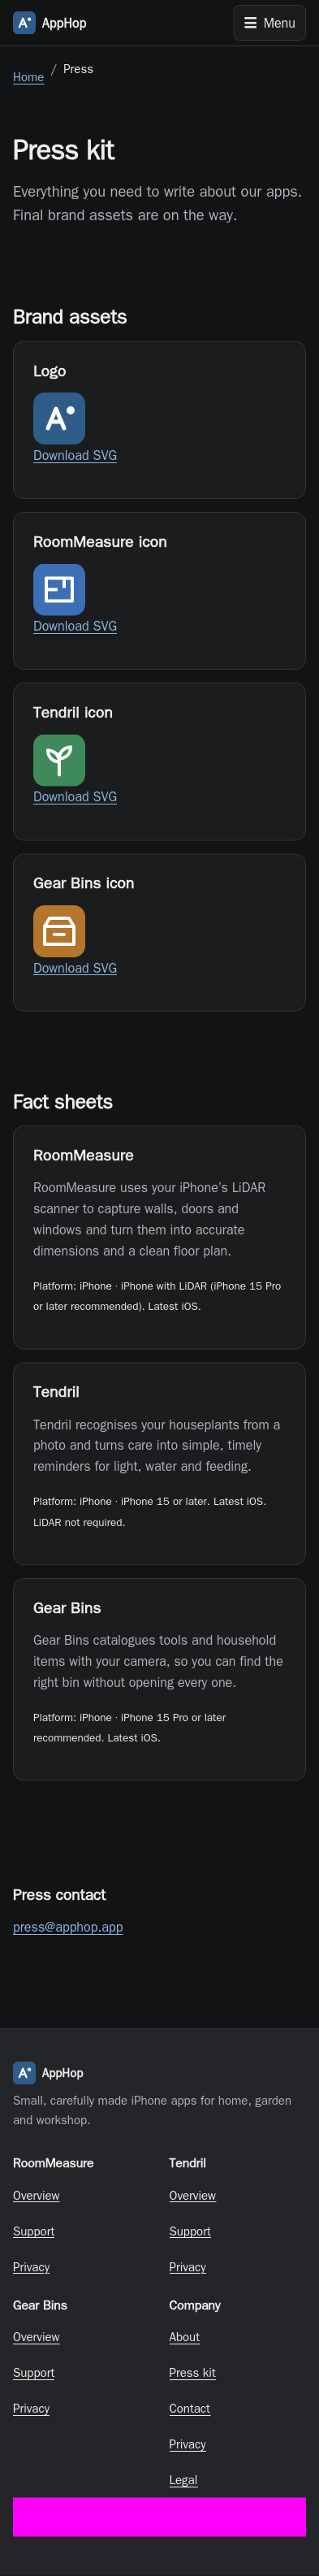 AppHop
Menu
Home / Press
Press kit
Everything you need to write about our apps.
Final brand assets are on the way.
Brand assets
Logo
Download SVG
RoomMeasure icon
Download SVG
Tendril icon
Download SVG
Gear Bins icon
Download SVG
Fact sheets
RoomMeasure
RoomMeasure uses your iPhone's LiDAR
scanner to capture walls, doors and
windows and turn them into accurate
dimensions and a clean floor plan.
Platform: iPhone · iPhone with LiDAR (iPhone 15 Pro
or later recommended). Latest iOS.
Tendril
Tendril recognises your houseplants from a
photo and turns care into simple, timely
reminders for light, water and feeding.
Platform: iPhone · iPhone 15 or later. Latest iOS.
LiDAR not required.
Gear Bins
Gear Bins catalogues tools and household
items with your camera, so you can find the
right bin without opening every one.
Platform: iPhone · iPhone 15 Pro or later
recommended. Latest iOS.
Press contact
press@apphop.app
AppHop
Small, carefully made iPhone apps for home, garden
and workshop.
RoomMeasure
Overview
Support
Privacy
Tendril
Overview
Support
Privacy
Gear Bins
Overview
Support
Privacy
Company
About
Press kit
Contact
Privacy
Legal